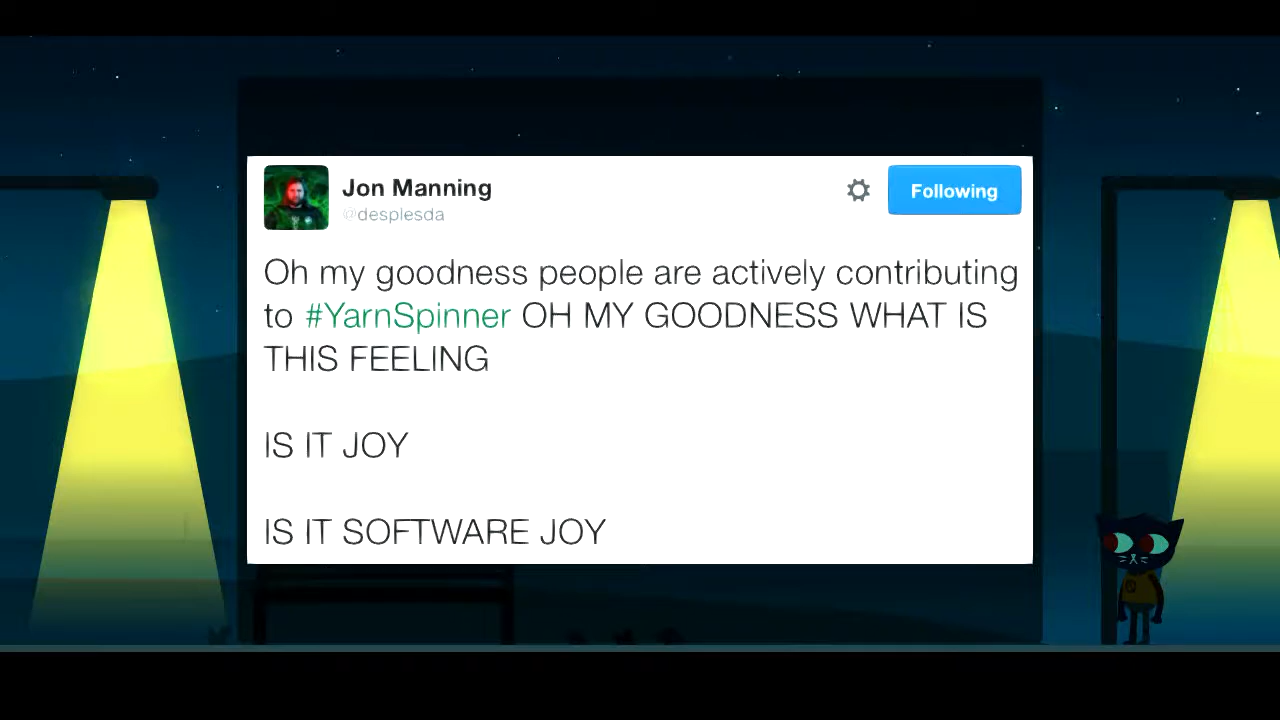 Jon Manning
@desplesda
Following
Oh my goodness people are actively contributing
to #YarnSpinner OH MY GOODNESS WHAT IS
THIS FEELING
IS IT JOY
IS IT SOFTWARE JOY